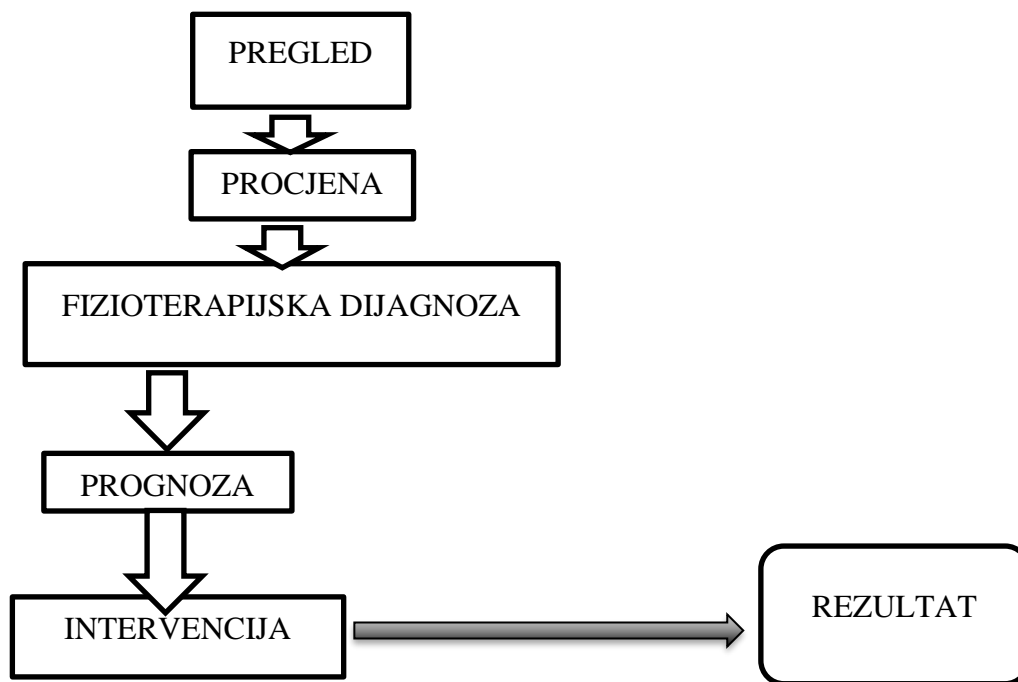 PREGLED
PROCJENA
FIZIOTERAPIJSKA DIJAGNOZA
PROGNOZA
INTERVENCIJA
REZULTAT